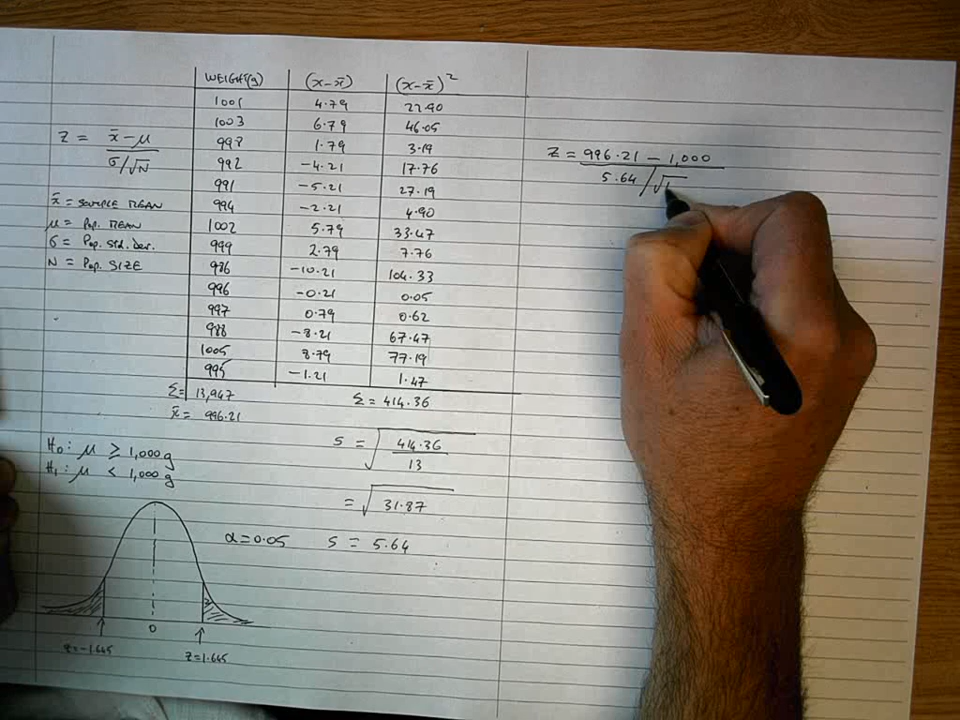 WEIGHT(g) (x-x̄) (x-x̄)²
1001 4.79 22.90
1003 6.79 46.05
998 1.79 3.19
992 -4.21 17.76
991 -5.21 27.19
994 -2.21 4.90
1002 5.79 33.47
999 2.79 7.76
986 -10.21 104.33
996 -0.21 0.05
997 0.79 0.62
988 -8.21 67.47
1005 8.79 77.19
995 -1.21 1.47
Σ= 13,947 Σ = 414.36
x̄ = 996.21
Z = x̄ - μ
σ/√N
x̄ = SAMPLE MEAN
μ = Pop. MEAN
σ = Pop. Std. dev.
N = Pop. SIZE
H₀: μ ≥ 1,000g
H₁: μ < 1,000g
S = √414.36
13
= √31.87
α=0.05 S = 5.64
0
Z=-1.645 Z=1.645
Z = 996.21 - 1,000
5.64/√1